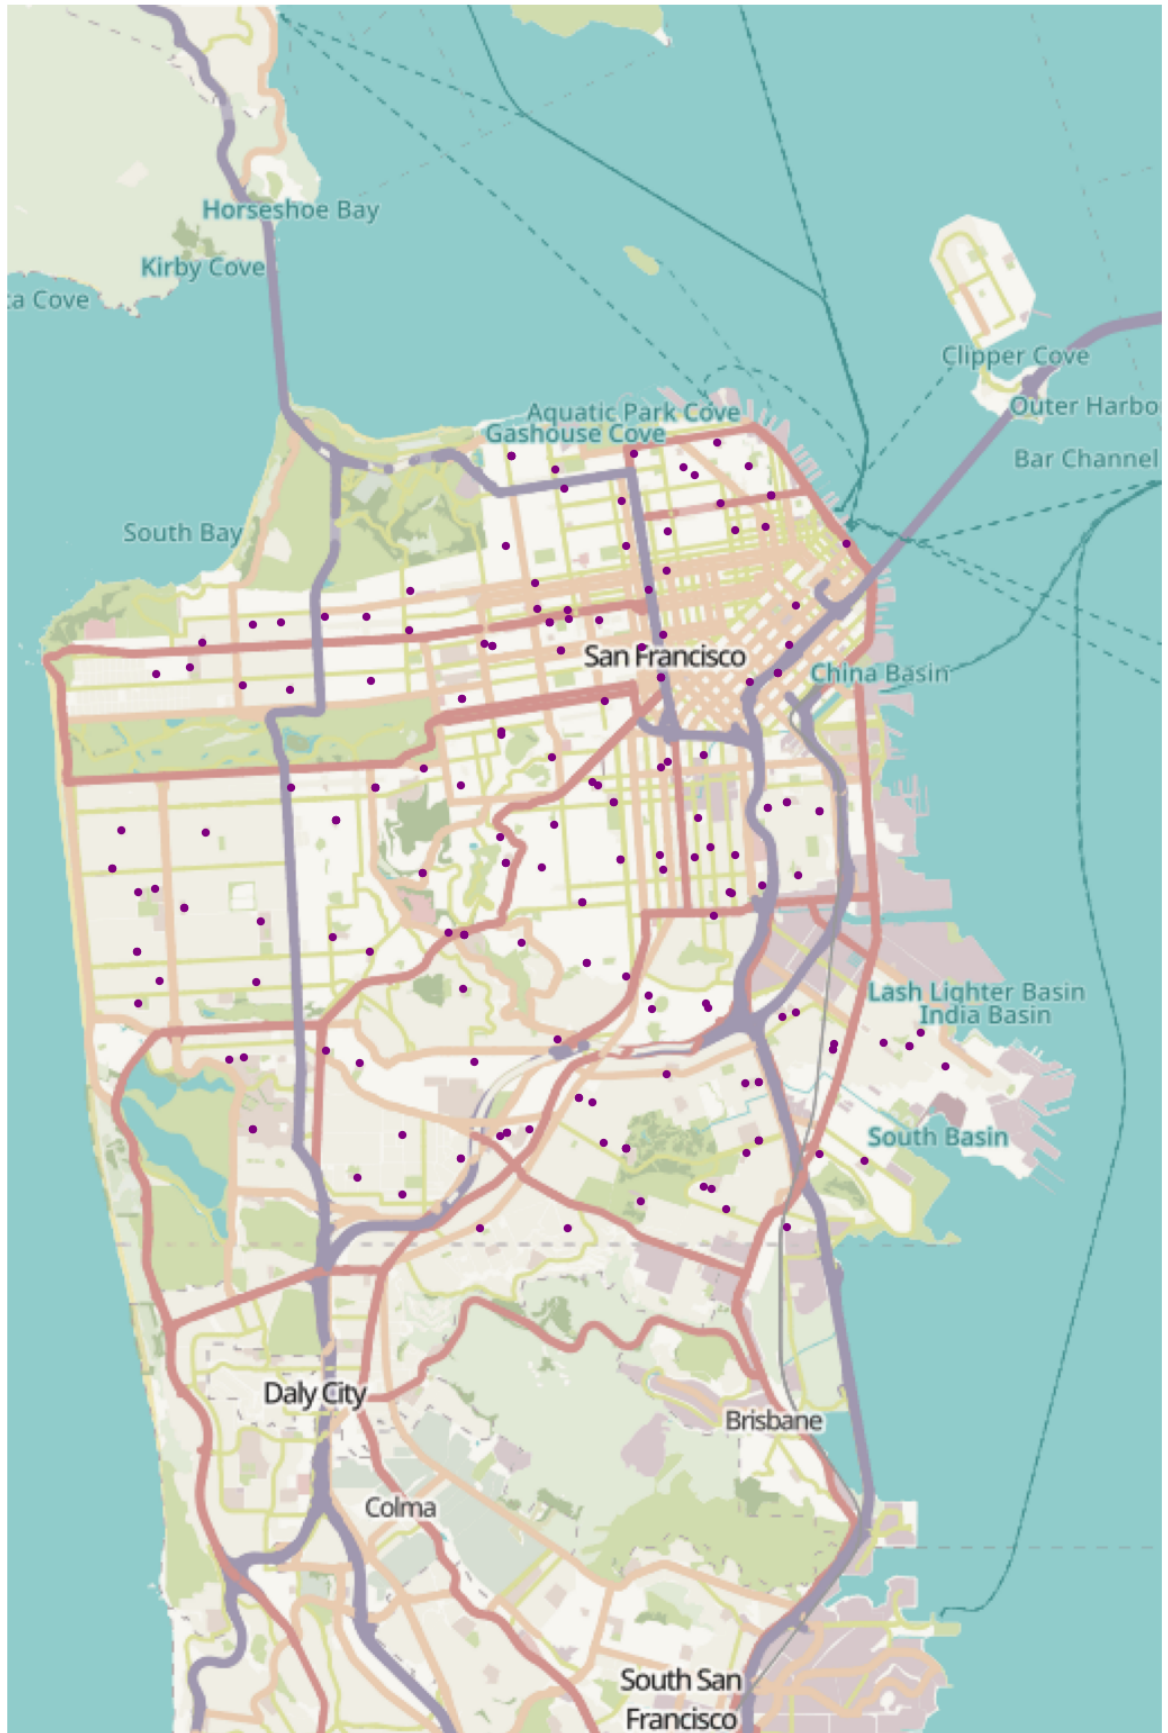 Horseshoe Bay
Kirby Cove
ta Cove
Clipper Cove
Outer Harbo
Aquatic Park Cove
Gashouse Cove
Bar Channel
South Bay
San Francisco
China Basin
Lash Lighter Basin
India Basin
South Basin
Daly City
Brisbane
Colma
South San
Francisco